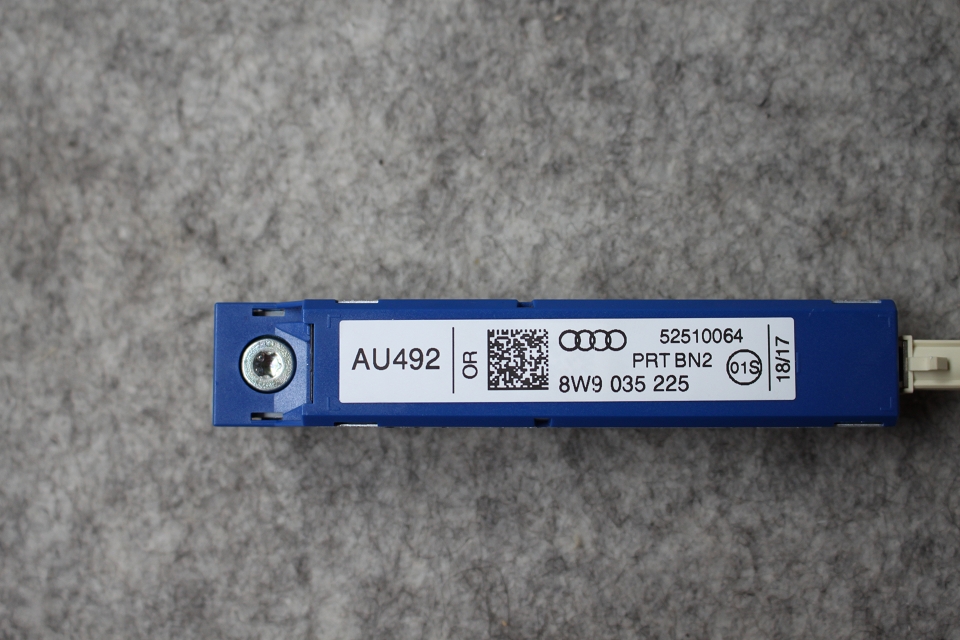 AU492
OR
52510064
PRT BN2
8W9 035 225
01S
18/17